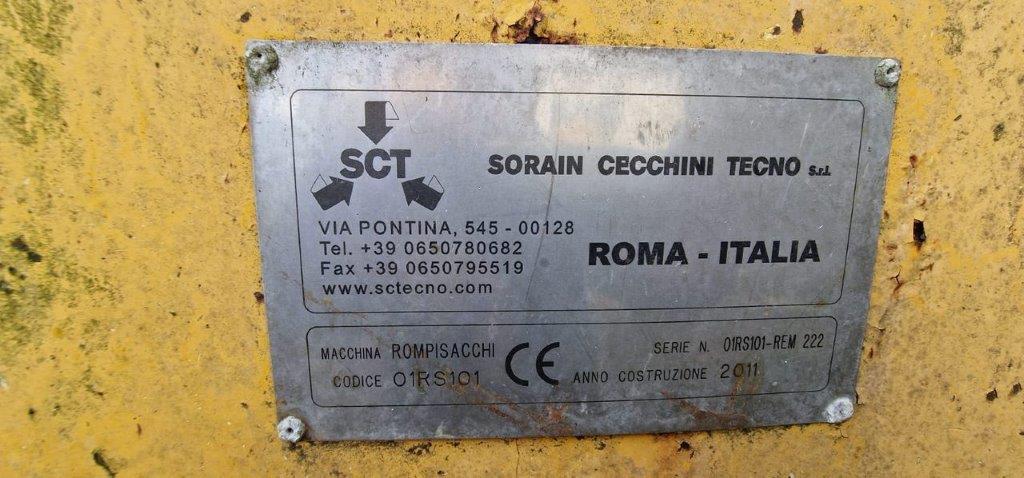 SCT
SORAIN CECCHINI TECNO S.r.l.
VIA PONTINA, 545 - 00128
Tel. +39 0650780682
Fax +39 0650795519
www.sctecno.com
ROMA - ITALIA
MACCHINA ROMPISACCHI
CODICE 01RS101
CE
SERIE N. 01RS101-REM 222
ANNO COSTRUZIONE 2011